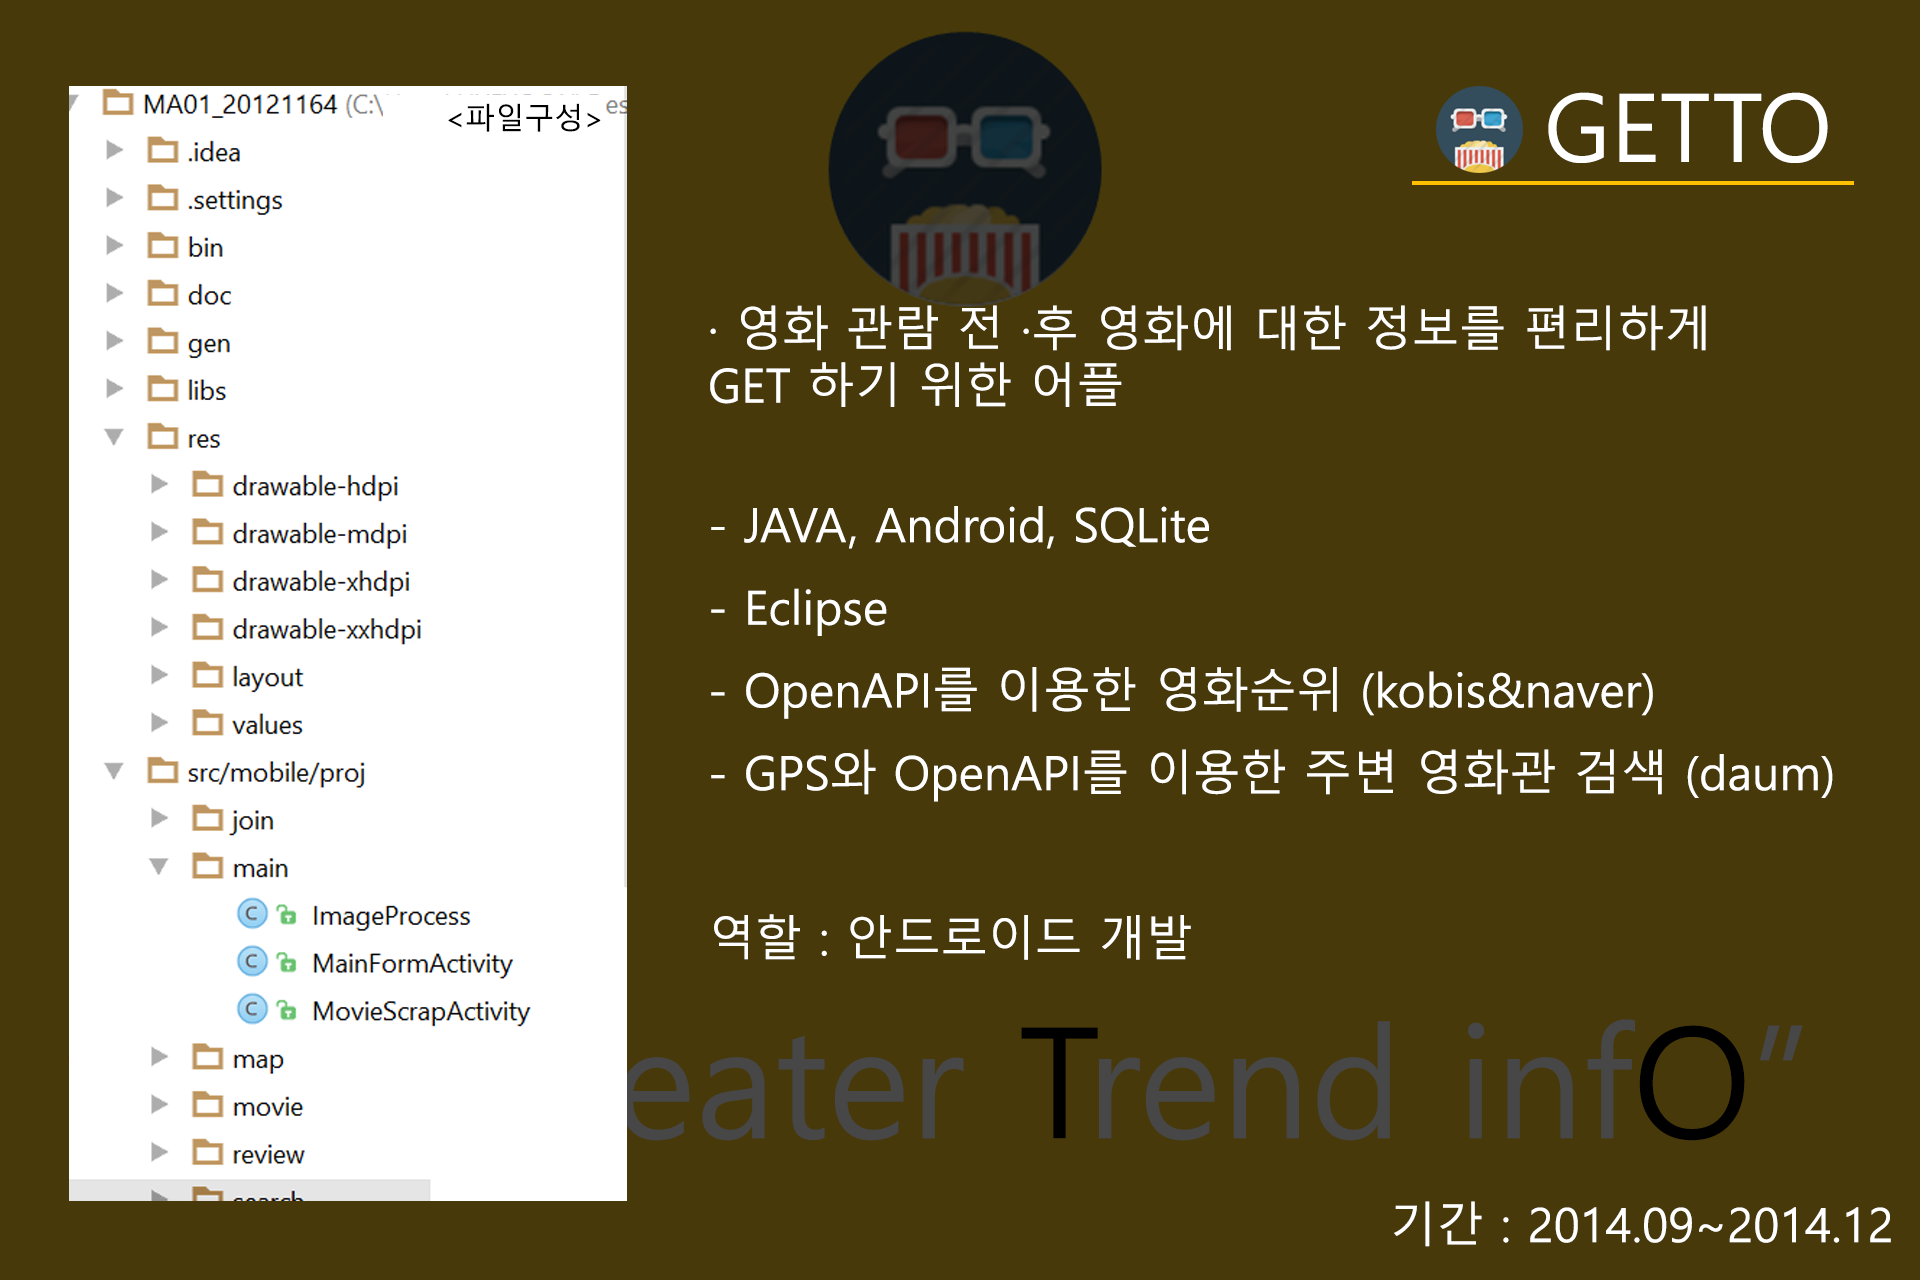 MA01_20121164 (C:\
<파일구성>
.idea
.settings
bin
doc
gen
libs
res
drawable-hdpi
drawable-mdpi
drawable-xhdpi
drawable-xxhdpi
layout
values
src/mobile/proj
join
main
ImageProcess
MainFormActivity
MovieScrapActivity
map
movie
review
search
GETTO
· 영화 관람 전 ·후 영화에 대한 정보를 편리하게
GET 하기 위한 어플
- JAVA, Android, SQLite
- Eclipse
- OpenAPI를 이용한 영화순위 (kobis&naver)
- GPS와 OpenAPI를 이용한 주변 영화관 검색 (daum)
역할 : 안드로이드 개발
eater Trend infO”
기간 : 2014.09~2014.12